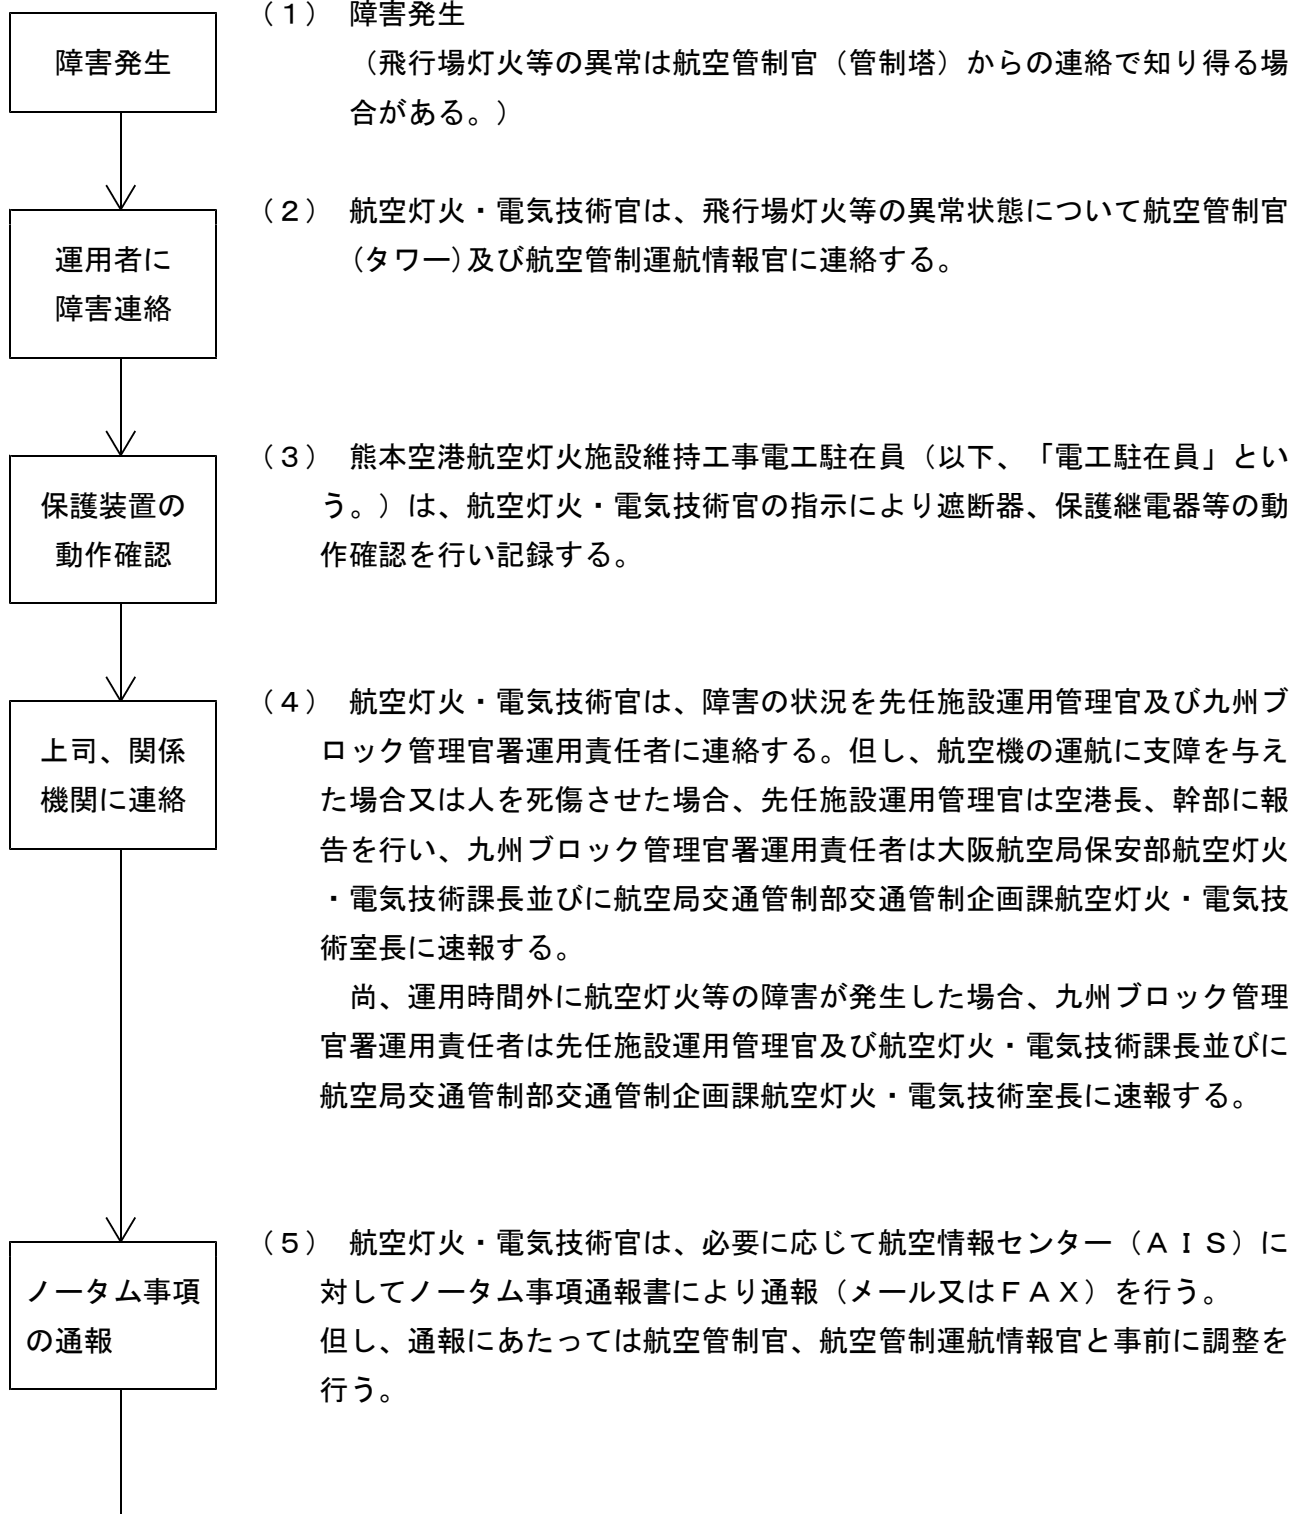 障害発生
（１）　障害発生
（飛行場灯火等の異常は航空管制官（管制塔）からの連絡で知り得る場
合がある。）
運用者に
障害連絡
（２）　航空灯火・電気技術官は、飛行場灯火等の異常状態について航空管制官
(タワー)及び航空管制運航情報官に連絡する。
保護装置の
動作確認
（３）　熊本空港航空灯火施設維持工事電工駐在員（以下、「電工駐在員」とい
う。）は、航空灯火・電気技術官の指示により遮断器、保護継電器等の動
作確認を行い記録する。
上司、関係
機関に連絡
（４）　航空灯火・電気技術官は、障害の状況を先任施設運用管理官及び九州ブ
ロック管理官署運用責任者に連絡する。但し、航空機の運航に支障を与え
た場合又は人を死傷させた場合、先任施設運用管理官は空港長、幹部に報
告を行い、九州ブロック管理官署運用責任者は大阪航空局保安部航空灯火
・電気技術課長並びに航空局交通管制部交通管制企画課航空灯火・電気技
術室長に速報する。
尚、運用時間外に航空灯火等の障害が発生した場合、九州ブロック管理
官署運用責任者は先任施設運用管理官及び航空灯火・電気技術課長並びに
航空局交通管制部交通管制企画課航空灯火・電気技術室長に速報する。
ノータム事項
の通報
（５）　航空灯火・電気技術官は、必要に応じて航空情報センター（ＡＩＳ）に
対してノータム事項通報書により通報（メール又はＦＡＸ）を行う。
但し、通報にあたっては航空管制官、航空管制運航情報官と事前に調整を
行う。